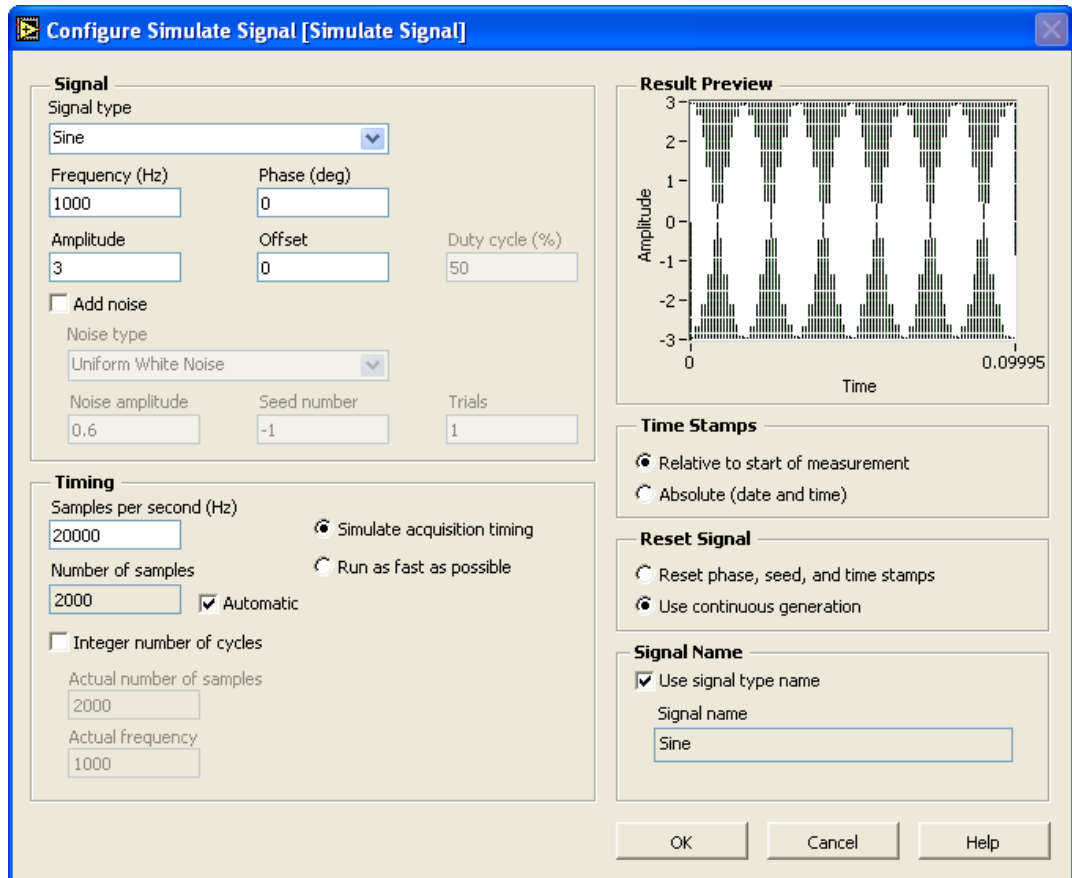 Configure Simulate Signal [Simulate Signal]
Signal
Signal type
Sine
Frequency (Hz) Phase (deg)
1000 0
Amplitude Offset Duty cycle (%)
3 0 50
Add noise
Noise type
Uniform White Noise
Noise amplitude Seed number Trials
0.6 -1 1
Timing
Samples per second (Hz)
20000
Simulate acquisition timing
Run as fast as possible
Number of samples
2000 Automatic
Integer number of cycles
Actual number of samples
2000
Actual frequency
1000
Result Preview
3
2
1
0
-1
-2
-3
Amplitude
0 0.09995
Time
Time Stamps
Relative to start of measurement
Absolute (date and time)
Reset Signal
Reset phase, seed, and time stamps
Use continuous generation
Signal Name
Use signal type name
Signal name
Sine
OK Cancel Help